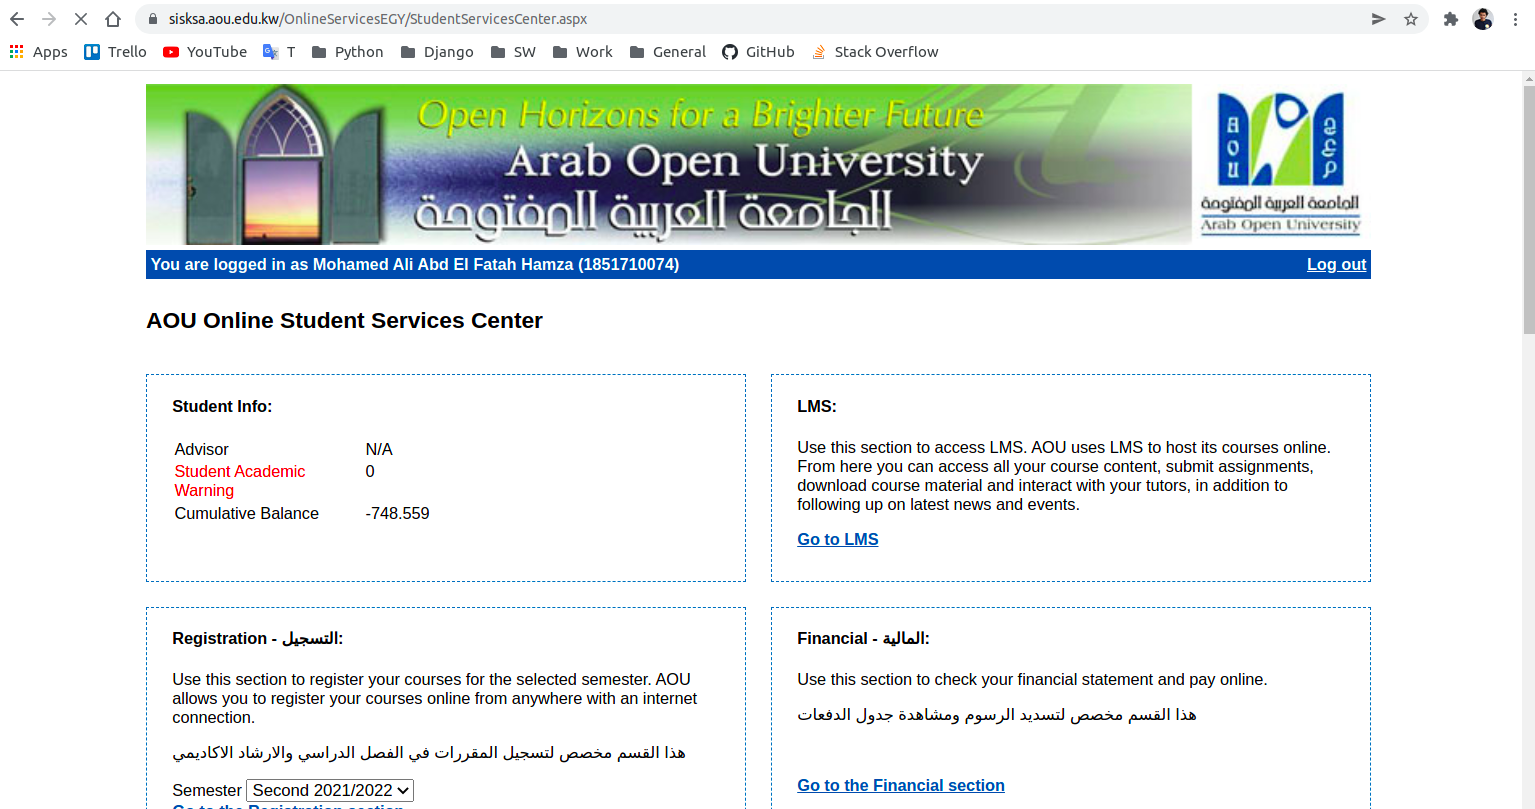 sisksa.aou.edu.kw/OnlineServicesEGY/StudentServicesCenter.aspx
Apps Trello YouTube T Python Django SW Work General GitHub Stack Overflow
Open Horizons for a Brighter Future
Arab Open University
الجامعة العربية المفتوحة
AOU
الجامعة العربية المفتوحة
Arab Open University
You are logged in as Mohamed Ali Abd El Fatah Hamza (1851710074)
Log out
AOU Online Student Services Center
Student Info:
Advisor N/A
Student Academic Warning 0
Cumulative Balance -748.559
LMS:
Use this section to access LMS. AOU uses LMS to host its courses online.
From here you can access all your course content, submit assignments,
download course material and interact with your tutors, in addition to
following up on latest news and events.
Go to LMS
Registration - التسجيل:
Use this section to register your courses for the selected semester. AOU
allows you to register your courses online from anywhere with an internet
connection.
هذا القسم مخصص لتسجيل المقررات في الفصل الدراسي والارشاد الاكاديمي
Semester Second 2021/2022
Go to the Registration section
Financial - المالية:
Use this section to check your financial statement and pay online.
هذا القسم مخصص لتسديد الرسوم ومشاهدة جدول الدفعات
Go to the Financial section